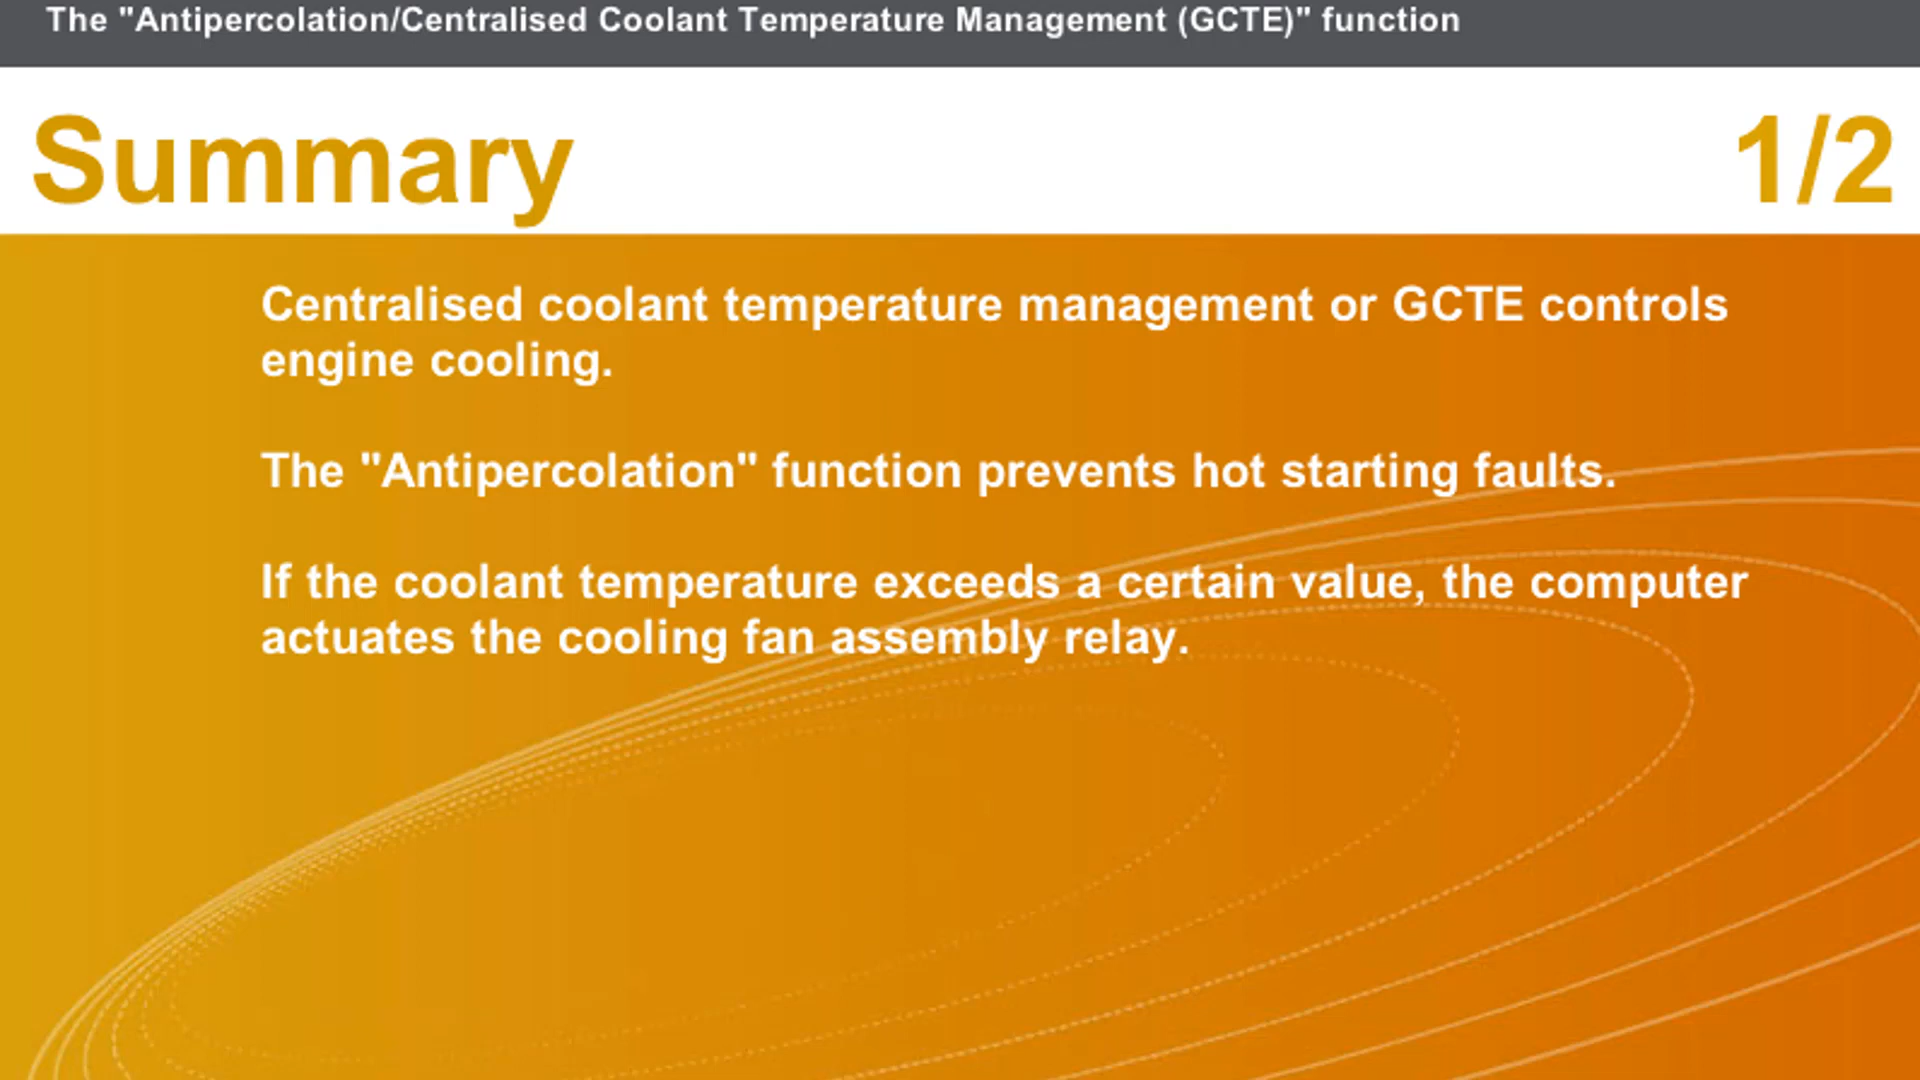 The "Antipercolation/Centralised Coolant Temperature Management (GCTE)" function
Summary 1/2
Centralised coolant temperature management or GCTE controls
engine cooling.
The "Antipercolation" function prevents hot starting faults.
If the coolant temperature exceeds a certain value, the computer
actuates the cooling fan assembly relay.